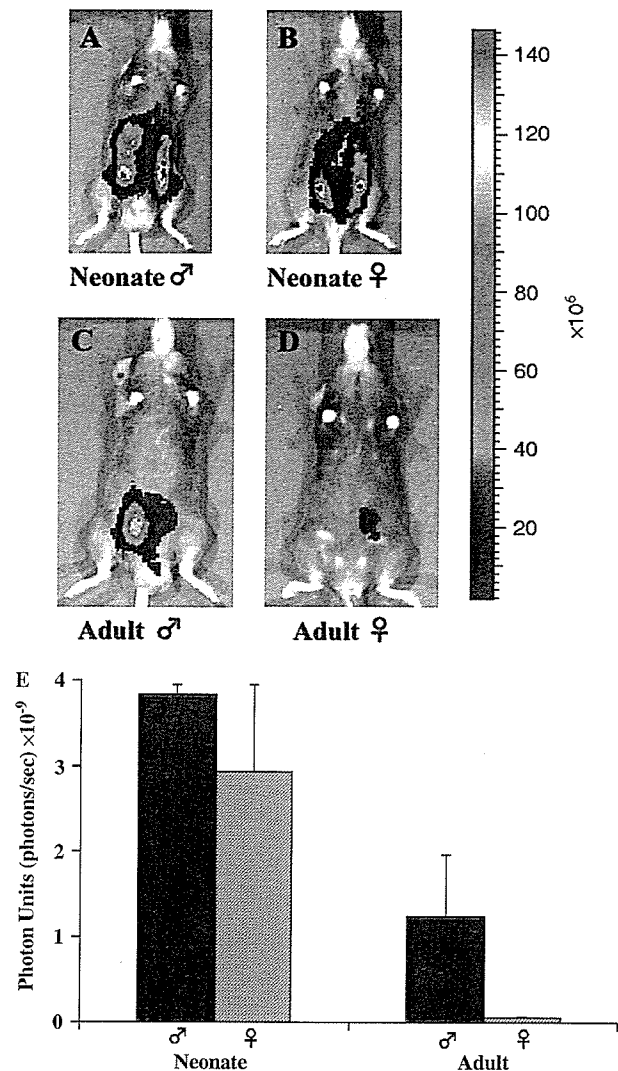 A
B
Neonate ♂
Neonate ♀
C
D
Adult ♂
Adult ♀
140
120
100
80
60
40
20
×10⁶
E
Photon Units (photons/sec) ×10⁻⁹
4
3
2
1
0
♂ ♀ ♂ ♀
Neonate Adult